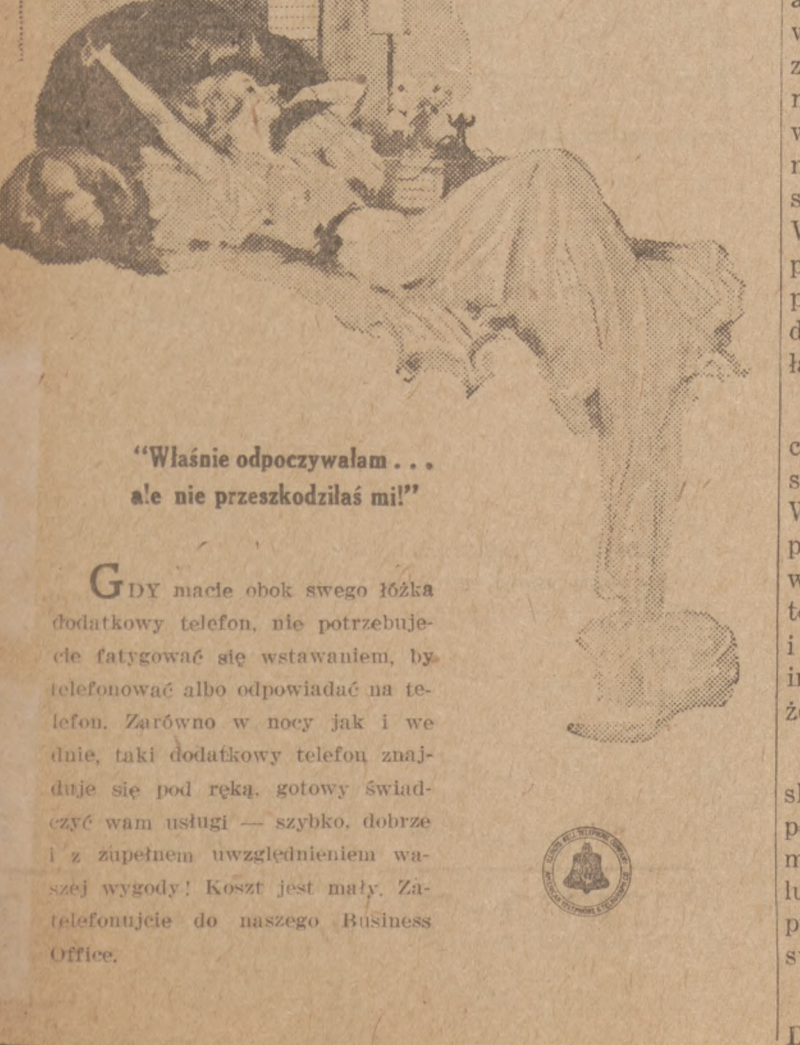 “Właśnie odpoczywałam . . .
ale nie przeszkodziłaś mi!”
GDY macie obok swego łóżka
dodatkowy telefon, nie potrzebuje-
cie fatygować się wstawaniem, by
telefonować albo odpowiadać na te-
lefon. Zarówno w nocy jak i we
dnie, taki dodatkowy telefon znaj-
duje się pod ręką, gotowy świad-
czyć wam usługi — szybko, dobrze
i z zupełnem uwzględnieniem wa-
szej wygody! Koszt jest mały. Za-
telefonujcie do naszego Business
Office.